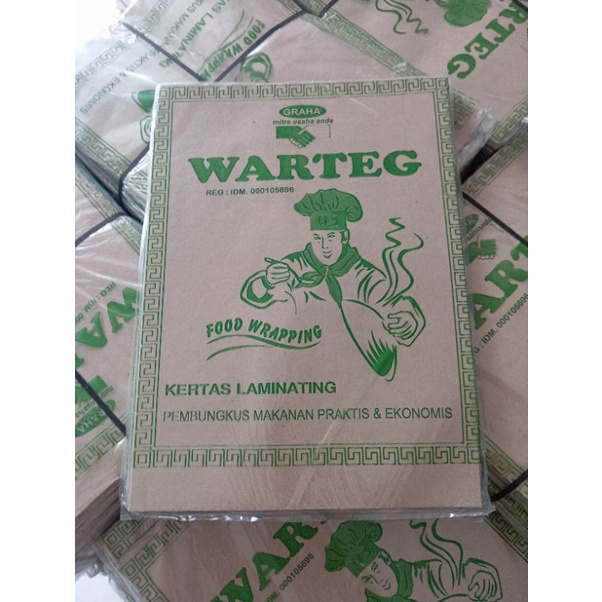 GRAHA
mitra usaha anda
WARTEG
REG : IDM. 000105696
FOOD WRAPPING
KERTAS LAMINATING
PEMBUNGKUS MAKANAN PRAKTIS & EKONOMIS